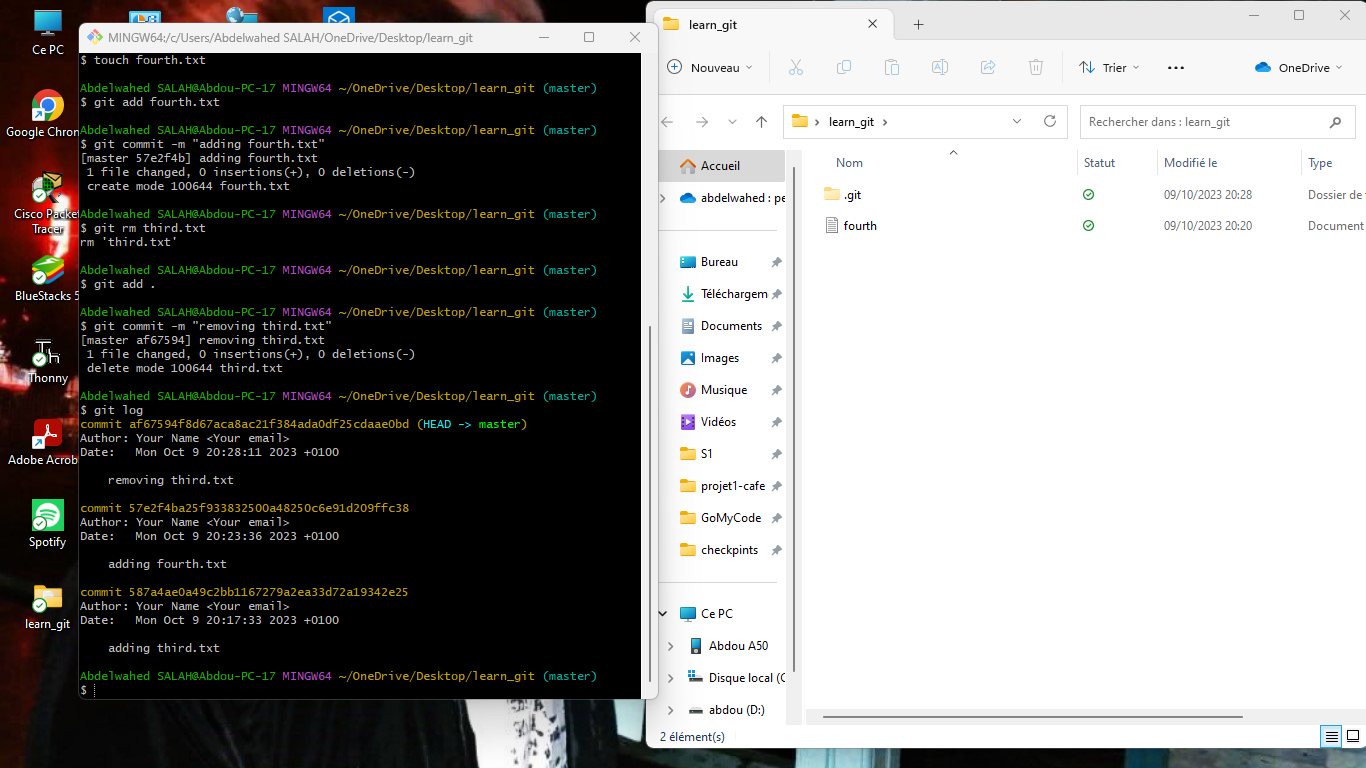 Ce PC
Google Chron
Cisco Packe
Tracer
BlueStacks 5
Thonny
Adobe Acrob
Spotify
learn_git
MINGW64:/c/Users/Abdelwahed SALAH/OneDrive/Desktop/learn_git
$ touch fourth.txt
Abdelwahed SALAH@Abdou-PC-17 MINGW64 ~/OneDrive/Desktop/learn_git (master)
$ git add fourth.txt
Abdelwahed SALAH@Abdou-PC-17 MINGW64 ~/OneDrive/Desktop/learn_git (master)
$ git commit -m "adding fourth.txt"
[master 57e2f4b] adding fourth.txt
1 file changed, 0 insertions(+), 0 deletions(-)
create mode 100644 fourth.txt
Abdelwahed SALAH@Abdou-PC-17 MINGW64 ~/OneDrive/Desktop/learn_git (master)
$ git rm third.txt
rm 'third.txt'
Abdelwahed SALAH@Abdou-PC-17 MINGW64 ~/OneDrive/Desktop/learn_git (master)
$ git add .
Abdelwahed SALAH@Abdou-PC-17 MINGW64 ~/OneDrive/Desktop/learn_git (master)
$ git commit -m "removing third.txt"
[master af67594] removing third.txt
1 file changed, 0 insertions(+), 0 deletions(-)
delete mode 100644 third.txt
Abdelwahed SALAH@Abdou-PC-17 MINGW64 ~/OneDrive/Desktop/learn_git (master)
$ git log
commit af67594f8d67aca8ac21f384ada0df25cdaae0bd (HEAD -> master)
Author: Your Name <Your email>
Date:   Mon Oct 9 20:28:11 2023 +0100
removing third.txt
commit 57e2f4ba25f933832500a48250c6e91d209ffc38
Author: Your Name <Your email>
Date:   Mon Oct 9 20:23:36 2023 +0100
adding fourth.txt
commit 587a4ae0a49c2bb1167279a2ea33d72a19342e25
Author: Your Name <Your email>
Date:   Mon Oct 9 20:17:33 2023 +0100
adding third.txt
Abdelwahed SALAH@Abdou-PC-17 MINGW64 ~/OneDrive/Desktop/learn_git (master)
$
learn_git
Nouveau
Trier
OneDrive
learn_git
Rechercher dans : learn_git
Accueil
abdelwahed : pe
Bureau
Téléchargem
Documents
Images
Musique
Vidéos
S1
projet1-cafe
GoMyCode
checkpints
Ce PC
Abdou A50
Disque local (C
abdou (D:)
Nom Statut Modifié le Type
.git 09/10/2023 20:28 Dossier de
fourth 09/10/2023 20:20 Document
2 élément(s)